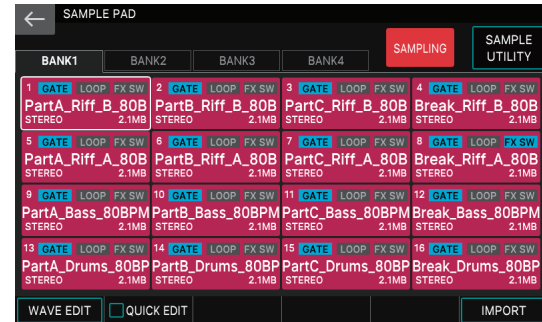 SAMPLE PAD
SAMPLING
SAMPLE UTILITY
BANK1 BANK2 BANK3 BANK4
1 GATE LOOP FX SW 2 GATE LOOP FX SW 3 GATE LOOP FX SW 4 GATE LOOP FX SW
PartA_Riff_B_80B PartB_Riff_B_80B PartC_Riff_B_80B Break_Riff_B_80B
STEREO 2.1MB STEREO 2.1MB STEREO 2.1MB STEREO 2.1MB
5 GATE LOOP FX SW 6 GATE LOOP FX SW 7 GATE LOOP FX SW 8 GATE LOOP FX SW
PartA_Riff_A_80B PartB_Riff_A_80B PartC_Riff_A_80B Break_Riff_A_80B
STEREO 2.1MB STEREO 2.1MB STEREO 2.1MB STEREO 2.1MB
9 GATE LOOP FX SW 10 GATE LOOP FX SW 11 GATE LOOP FX SW 12 GATE LOOP FX SW
PartA_Bass_80BPM PartB_Bass_80BPM PartC_Bass_80BPM Break_Bass_80BPM
STEREO 2.1MB STEREO 2.1MB STEREO 2.1MB STEREO 2.1MB
13 GATE LOOP FX SW 14 GATE LOOP FX SW 15 GATE LOOP FX SW 16 GATE LOOP FX SW
PartA_Drums_80BP PartB_Drums_80BP PartC_Drums_80BP Break_Drums_80BP
STEREO 2.1MB STEREO 2.1MB STEREO 2.1MB STEREO 2.1MB
WAVE EDIT QUICK EDIT IMPORT